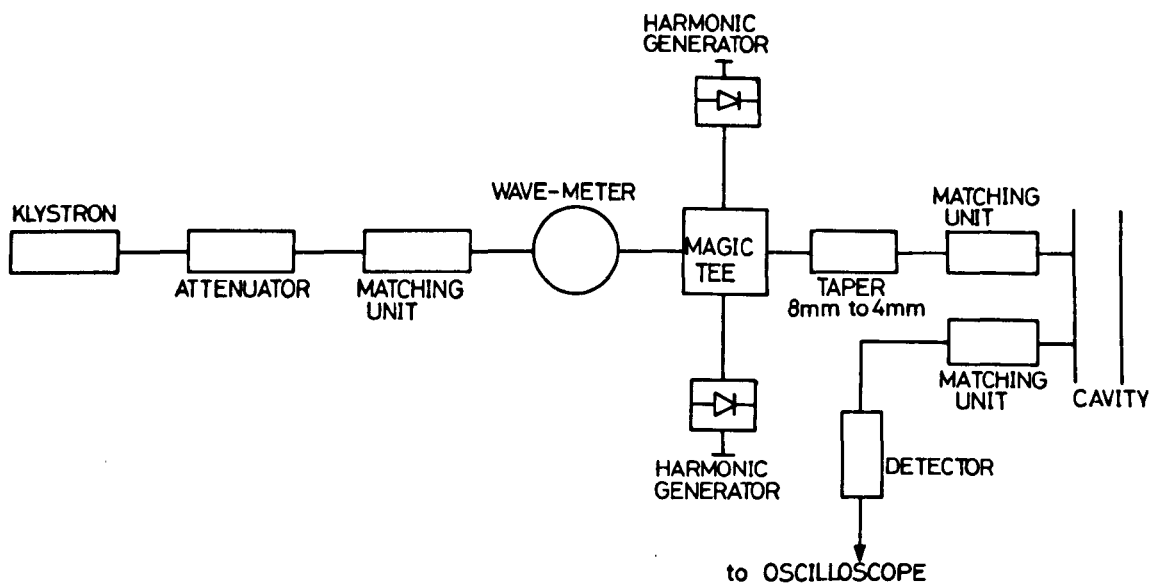 HARMONIC
GENERATOR
WAVE-METER
KLYSTRON
ATTENUATOR
MATCHING
UNIT
MAGIC
TEE
TAPER
8mm to 4mm
MATCHING
UNIT
MATCHING
UNIT
CAVITY
HARMONIC
GENERATOR
DETECTOR
to OSCILLOSCOPE